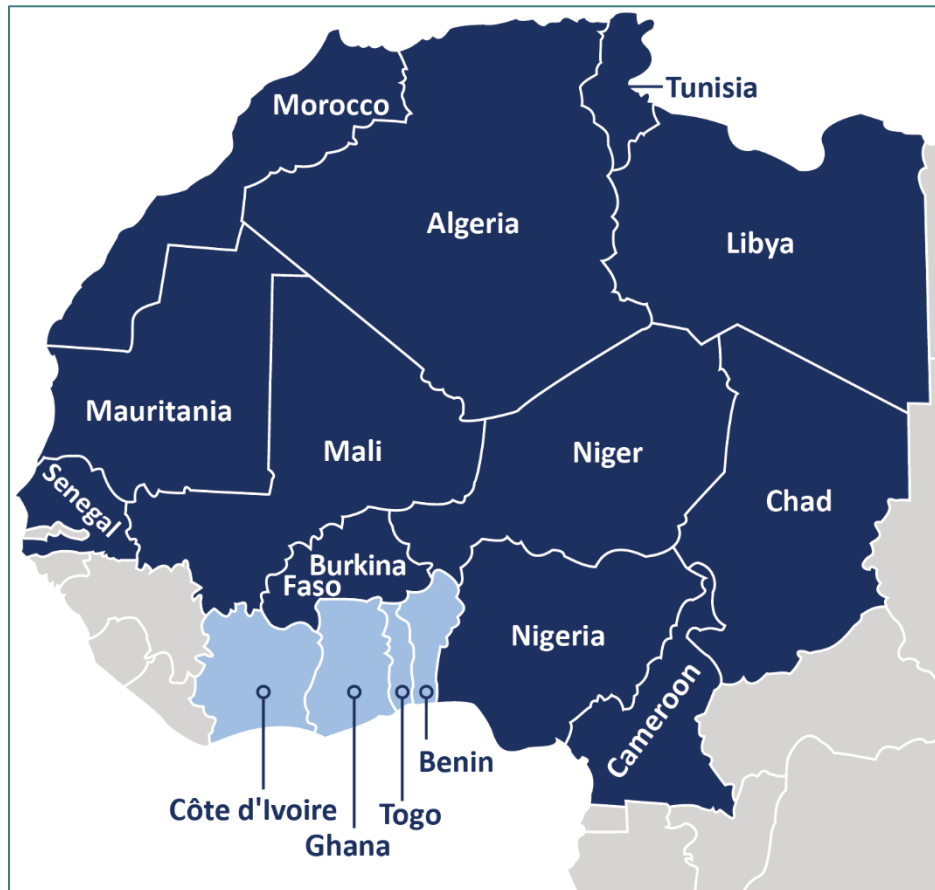 Tunisia
Morocco
Algeria
Libya
Mauritania
Mali
Niger
Chad
Senegal
Burkina
Faso
Nigeria
Cameroon
Benin
Côte d'Ivoire
Togo
Ghana